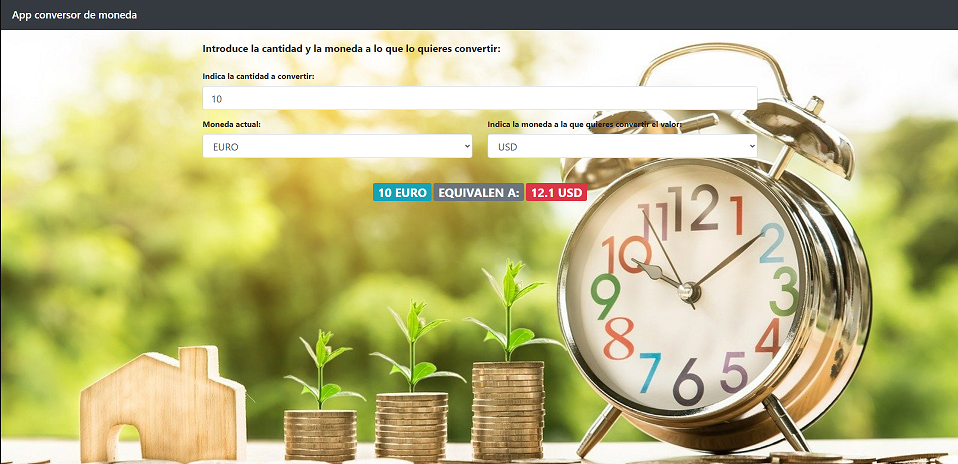 App conversor de moneda
Introduce la cantidad y la moneda a lo que lo quieres convertir:
Indica la cantidad a convertir:
10
Moneda actual:
Indica la moneda a la que quieres convertir el valor:
EURO
USD
10 EURO EQUIVALEN A: 12.1 USD
12
1
2
3
4
5
6
7
8
9
10
11